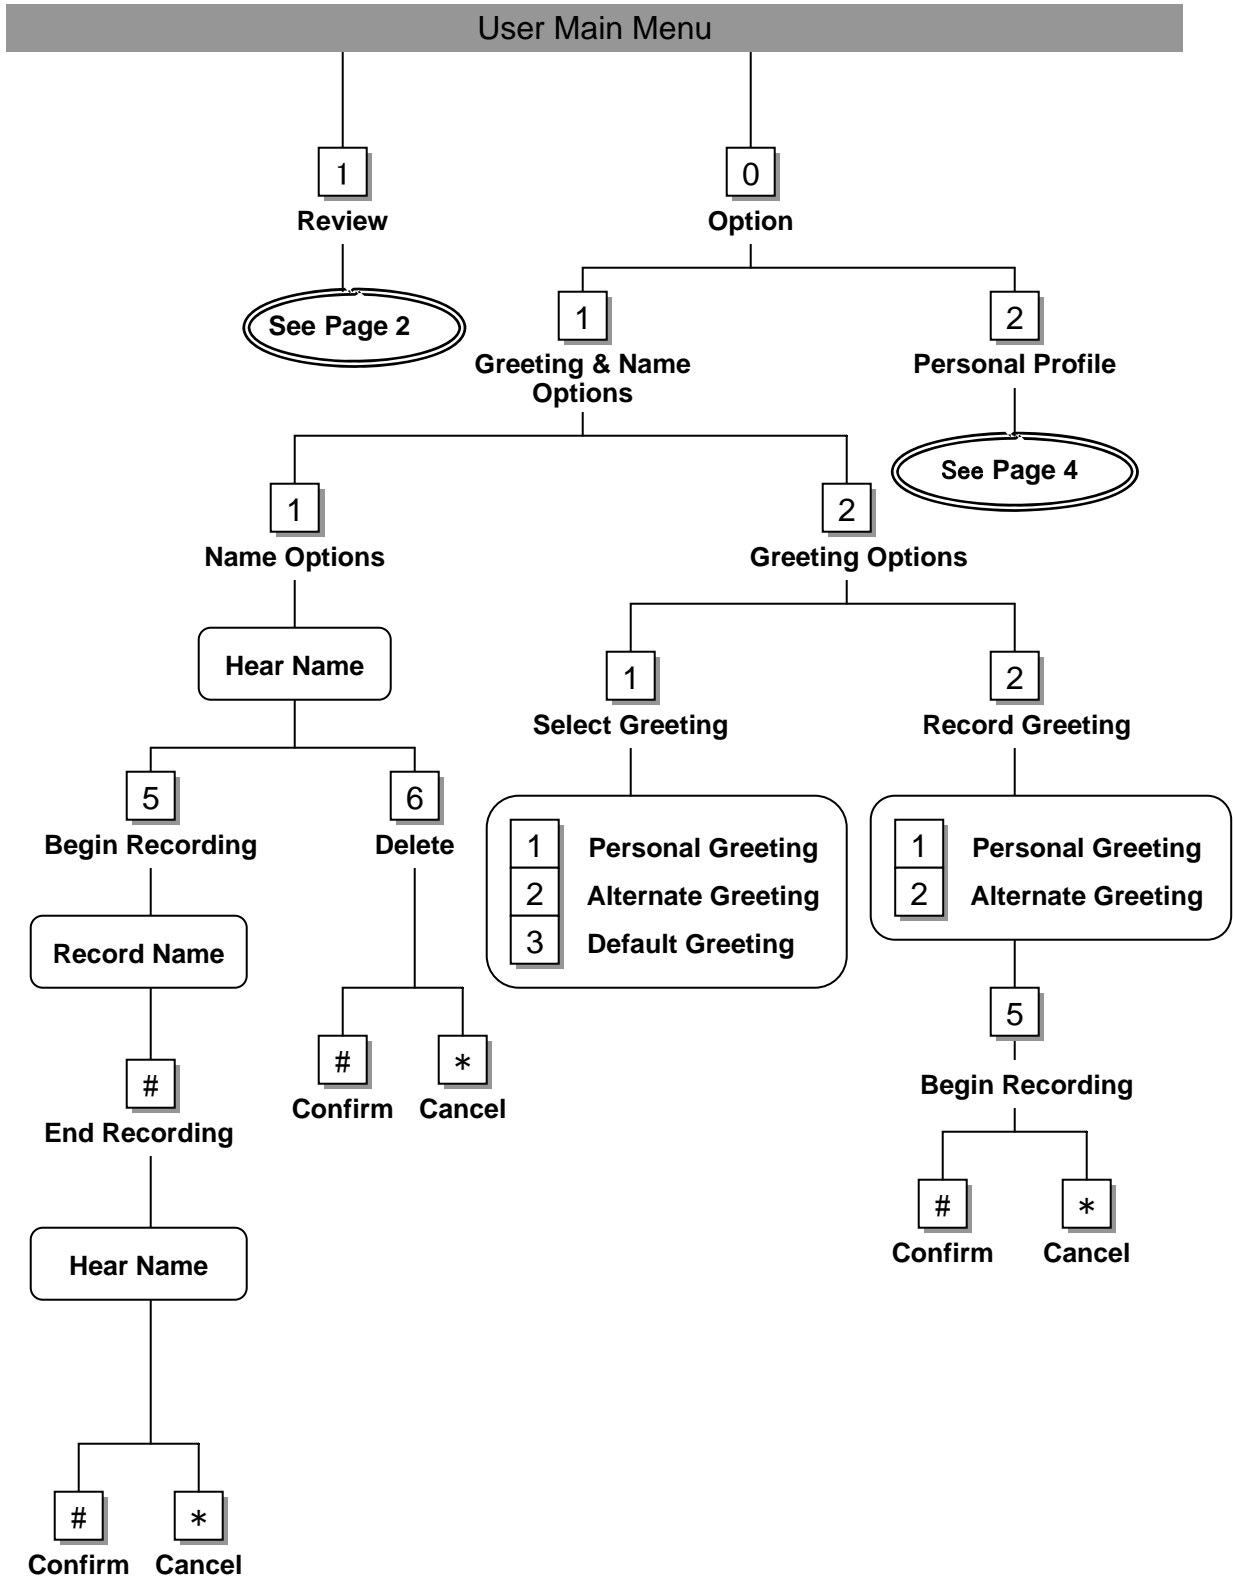 User Main Menu
1
0
Review
Option
See Page 2
1
2
Greeting & Name
Options
Personal Profile
See Page 4
1
2
Name Options
Greeting Options
Hear Name
1
2
Select Greeting
Record Greeting
5
6
Begin Recording
Delete
1 Personal Greeting
2 Alternate Greeting
3 Default Greeting
1 Personal Greeting
2 Alternate Greeting
Record Name
5
#
*
#
Confirm
Cancel
Begin Recording
End Recording
#
*
Confirm
Cancel
Hear Name
#
*
Confirm
Cancel